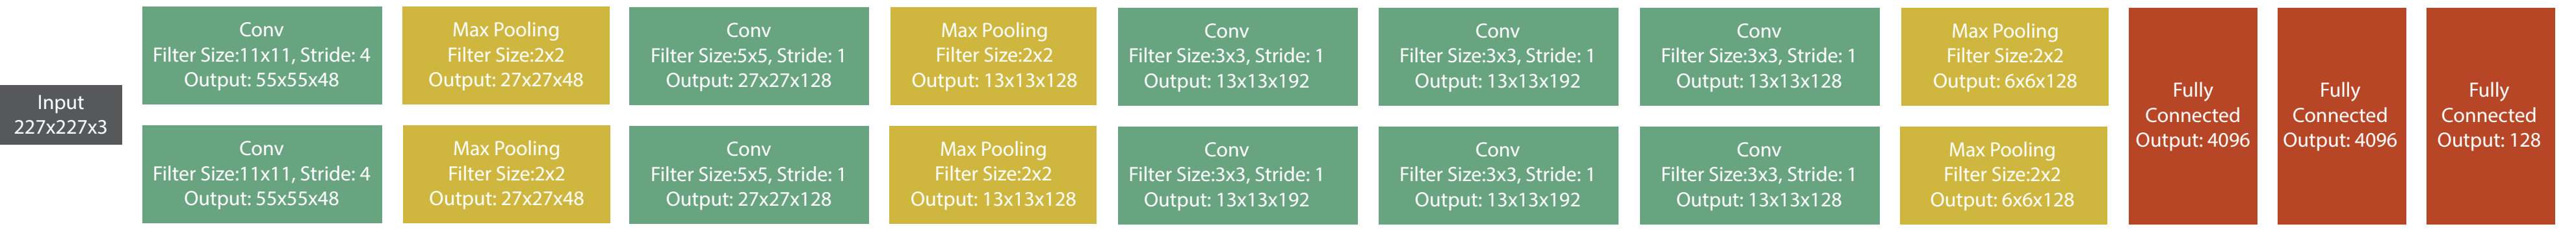 Input
227x227x3
Conv
Filter Size:11x11, Stride: 4
Output: 55x55x48
Conv
Filter Size:11x11, Stride: 4
Output: 55x55x48
Max Pooling
Filter Size:2x2
Output: 27x27x48
Max Pooling
Filter Size:2x2
Output: 27x27x48
Conv
Filter Size:5x5, Stride: 1
Output: 27x27x128
Conv
Filter Size:5x5, Stride: 1
Output: 27x27x128
Max Pooling
Filter Size:2x2
Output: 13x13x128
Max Pooling
Filter Size:2x2
Output: 13x13x128
Conv
Filter Size:3x3, Stride: 1
Output: 13x13x192
Conv
Filter Size:3x3, Stride: 1
Output: 13x13x192
Conv
Filter Size:3x3, Stride: 1
Output: 13x13x192
Conv
Filter Size:3x3, Stride: 1
Output: 13x13x192
Conv
Filter Size:3x3, Stride: 1
Output: 13x13x128
Conv
Filter Size:3x3, Stride: 1
Output: 13x13x128
Max Pooling
Filter Size:2x2
Output: 6x6x128
Max Pooling
Filter Size:2x2
Output: 6x6x128
Fully
Connected
Output: 4096
Fully
Connected
Output: 4096
Fully
Connected
Output: 128